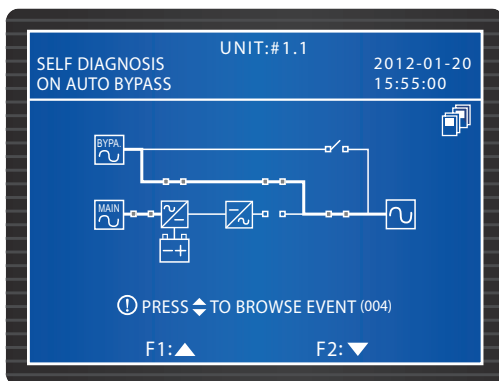 UNIT:#1.1
SELF DIAGNOSIS
2012-01-20
ON AUTO BYPASS
15:55:00
BYPA.
MAIN
PRESS TO BROWSE EVENT (004)
F1:
F2: